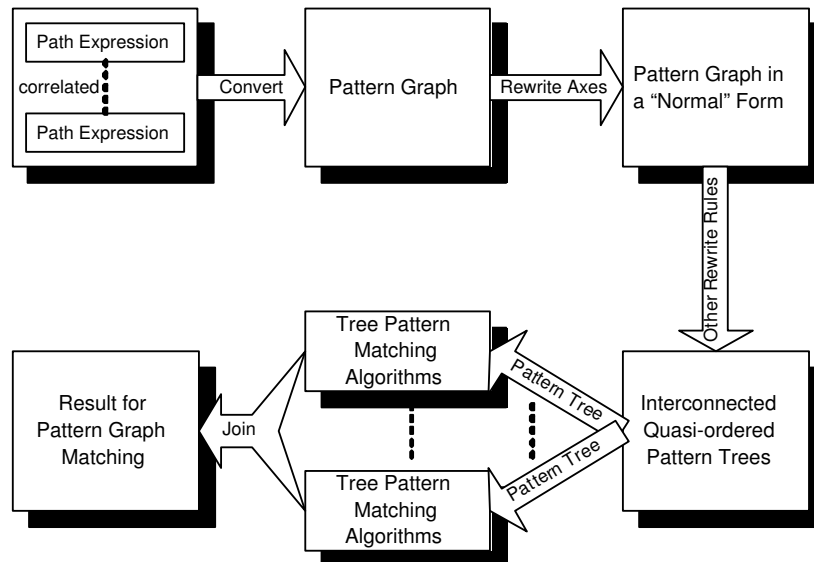 Path Expression
correlated
Path Expression
Convert
Pattern Graph
Rewrite Axes
Pattern Graph in
a “Normal” Form
Other Rewrite Rules
Interconnected
Quasi-ordered
Pattern Trees
Pattern Tree
Pattern Tree
Tree Pattern
Matching
Algorithms
Tree Pattern
Matching
Algorithms
Join
Result for
Pattern Graph
Matching